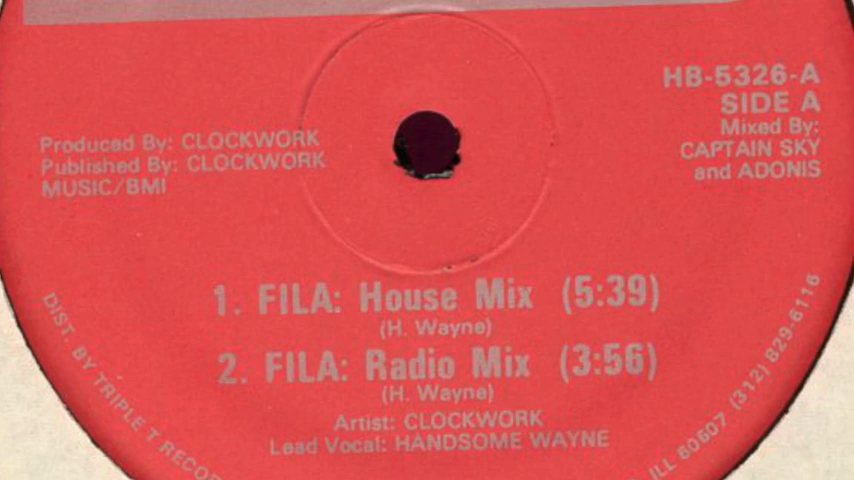 HB-5326-A
SIDE A
Mixed By:
CAPTAIN SKY
and ADONIS
Produced By: CLOCKWORK
Published By: CLOCKWORK
MUSIC/BMI
1. FILA: House Mix (5:39)
(H. Wayne)
2. FILA: Radio Mix (3:56)
(H. Wayne)
Artist: CLOCKWORK
Lead Vocal: HANDSOME WAYNE
DIST. BY TRIPLE T RECOR
ILL 60607 (312) 829-6116